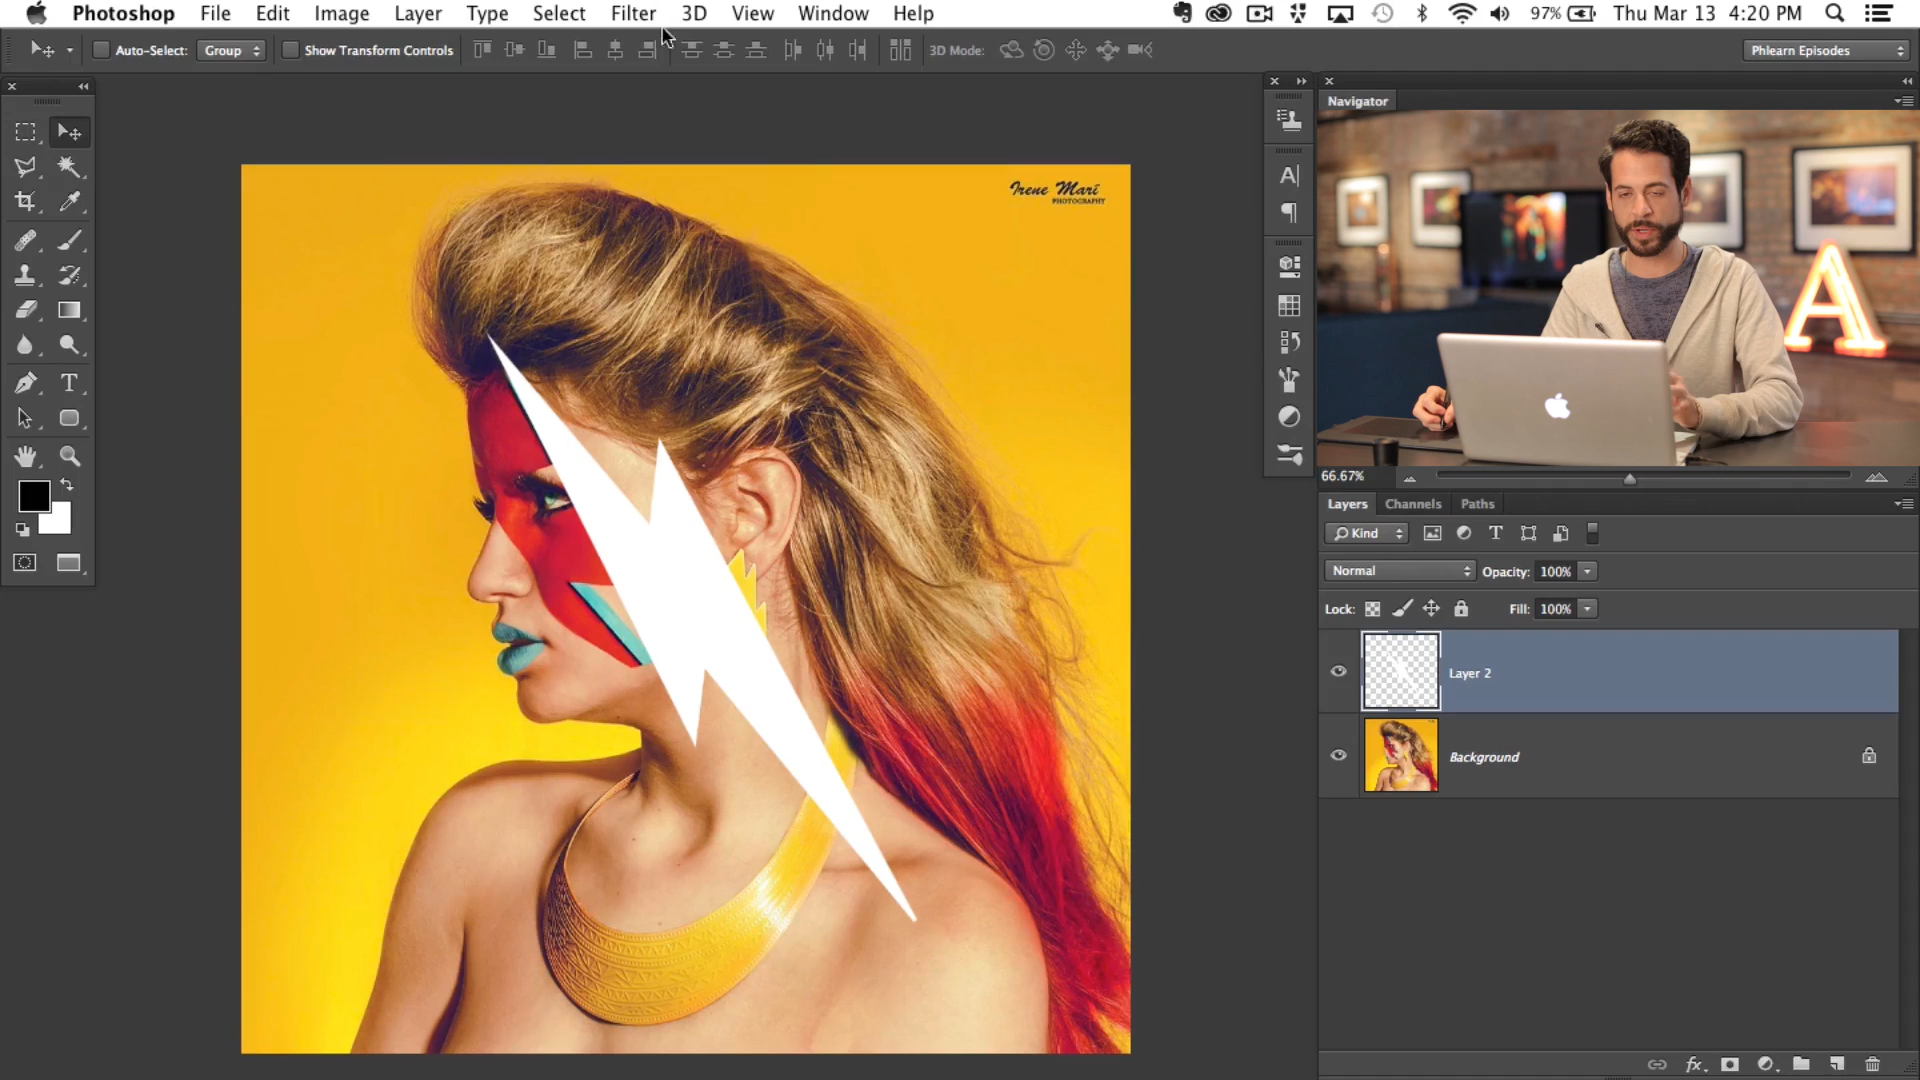 Photoshop File Edit Image Layer Type Select Filter 3D View Window Help 97% Thu Mar 13 4:20 PM
Auto-Select: Group Show Transform Controls 3D Mode: Phlearn Episodes
Navigator
Irene Marí
PHOTOGRAPHY
A
66.67%
Layers Channels Paths
Kind
Normal Opacity: 100%
Lock: Fill: 100%
Layer 2
Background